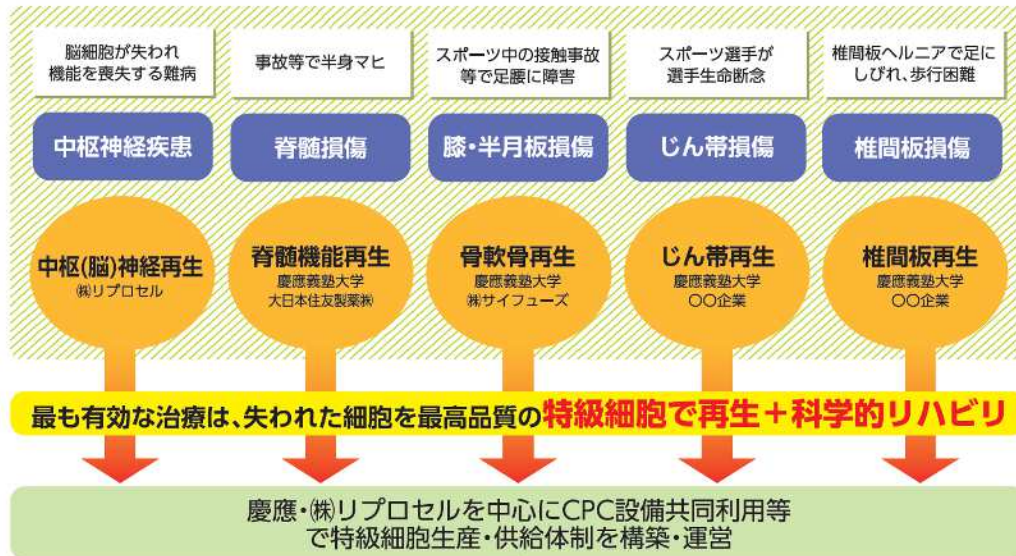 脳細胞が失われ
機能を喪失する難病
事故等で半身マヒ
スポーツ中の接触事故
等で足腰に障害
スポーツ選手が
選手生命断念
椎間板ヘルニアで足に
しびれ、歩行困難
中枢神経疾患
脊髄損傷
膝・半月板損傷
じん帯損傷
椎間板損傷
中枢(脳)神経再生
㈱リプロセル
脊髄機能再生
慶應義塾大学
大日本住友製薬㈱
骨軟骨再生
慶應義塾大学
㈱サイフューズ
じん帯再生
慶應義塾大学
〇〇企業
椎間板再生
慶應義塾大学
〇〇企業
最も有効な治療は、失われた細胞を最高品質の特級細胞で再生＋科学的リハビリ
慶應・㈱リプロセルを中心にCPC設備共同利用等
で特級細胞生産・供給体制を構築・運営